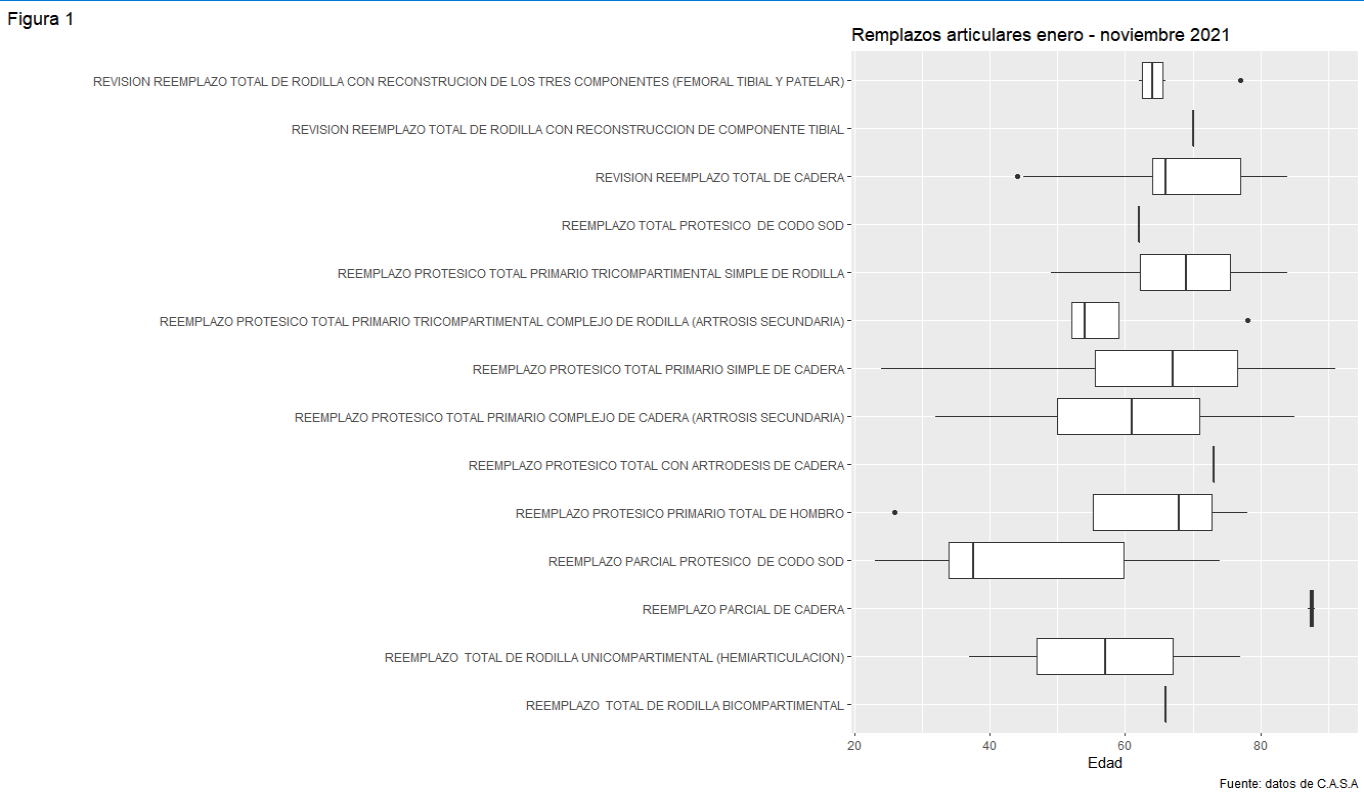 Figura 1
Remplazos articulares enero - noviembre 2021
REVISION REEMPLAZO TOTAL DE RODILLA CON RECONSTRUCION DE LOS TRES COMPONENTES (FEMORAL TIBIAL Y PATELAR)
REVISION REEMPLAZO TOTAL DE RODILLA CON RECONSTRUCCION DE COMPONENTE TIBIAL
REVISION REEMPLAZO TOTAL DE CADERA
REEMPLAZO TOTAL PROTESICO  DE CODO SOD
REEMPLAZO PROTESICO TOTAL PRIMARIO TRICOMPARTIMENTAL SIMPLE DE RODILLA
REEMPLAZO PROTESICO TOTAL PRIMARIO TRICOMPARTIMENTAL COMPLEJO DE RODILLA (ARTROSIS SECUNDARIA)
REEMPLAZO PROTESICO TOTAL PRIMARIO SIMPLE DE CADERA
REEMPLAZO PROTESICO TOTAL PRIMARIO COMPLEJO DE CADERA (ARTROSIS SECUNDARIA)
REEMPLAZO PROTESICO TOTAL CON ARTRODESIS DE CADERA
REEMPLAZO PROTESICO PRIMARIO TOTAL DE HOMBRO
REEMPLAZO PARCIAL PROTESICO  DE CODO SOD
REEMPLAZO PARCIAL DE CADERA
REEMPLAZO  TOTAL DE RODILLA UNICOMPARTIMENTAL (HEMIARTICULACION)
REEMPLAZO  TOTAL DE RODILLA BICOMPARTIMENTAL
20 40 60 80
Edad
Fuente: datos de C.A.S.A